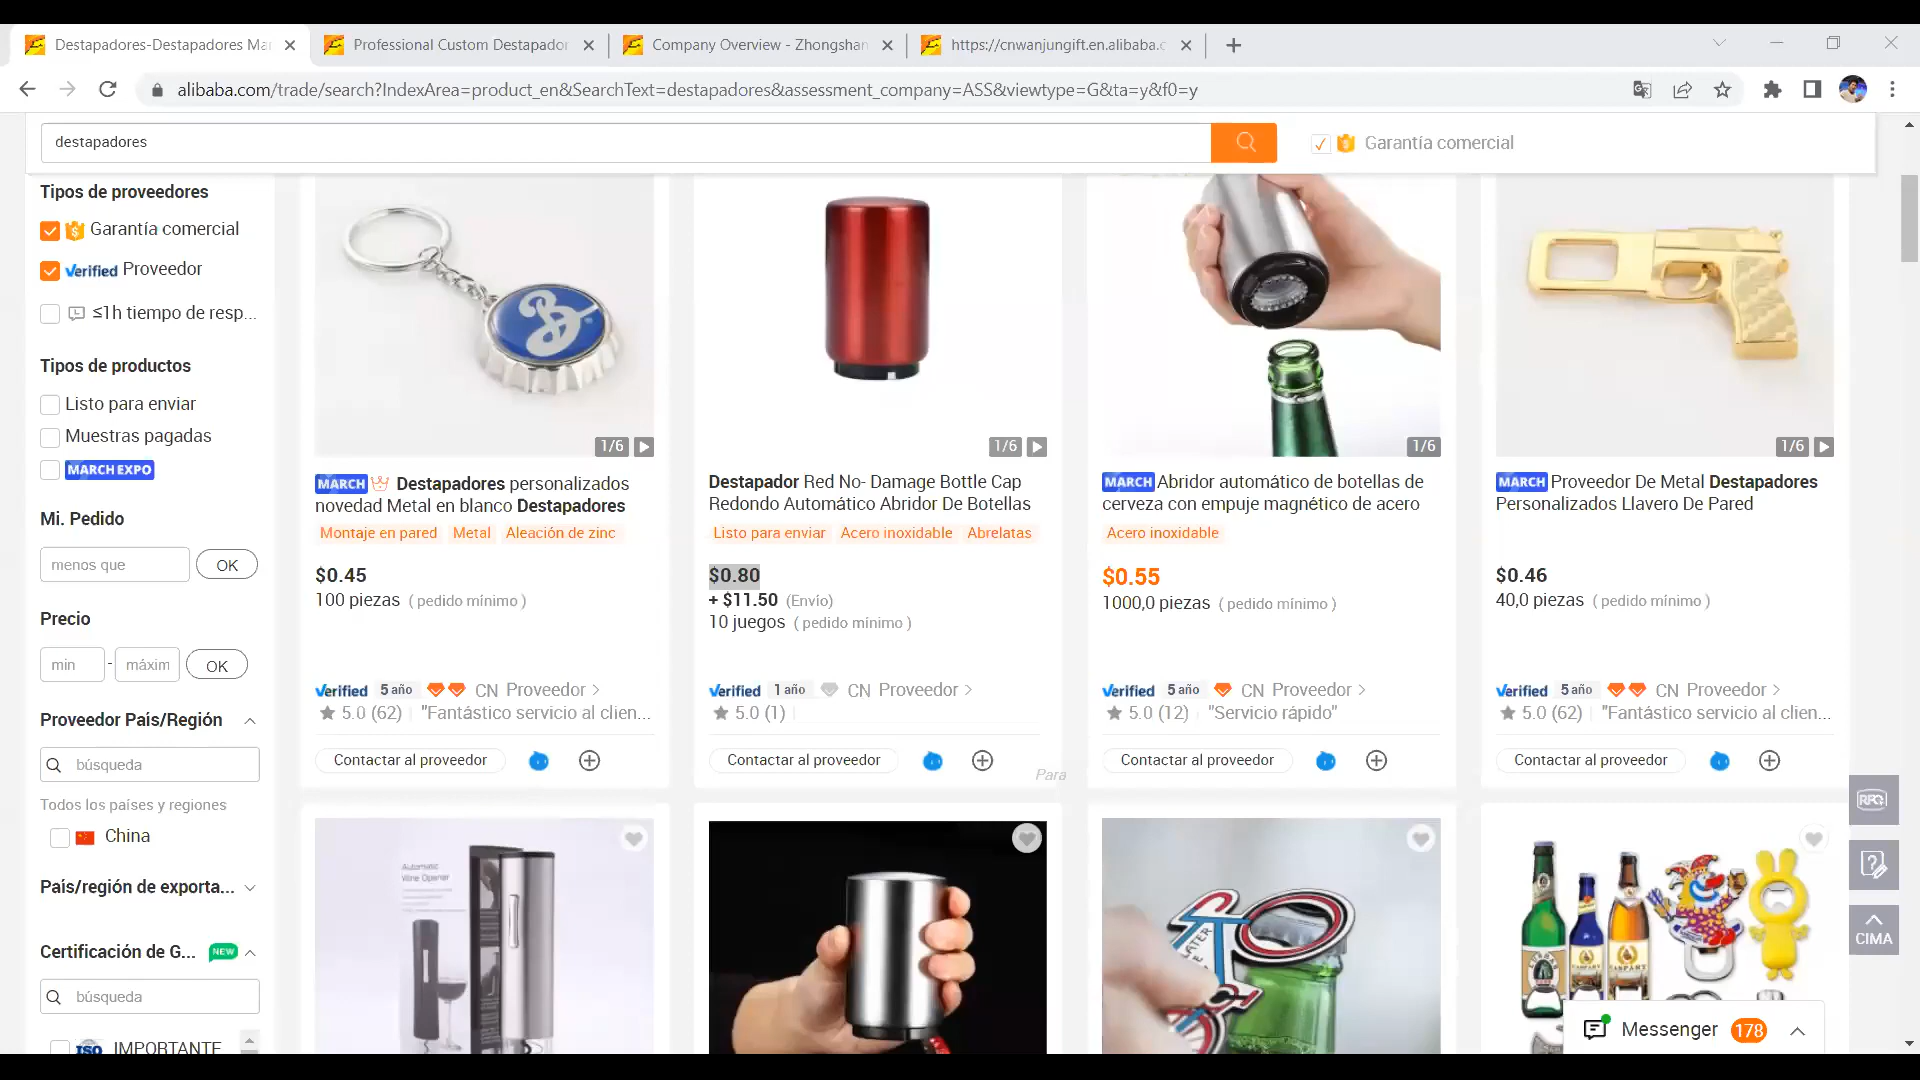 Destapadores-Destapadores Ma
Professional Custom Destapador
Company Overview - Zhongshan
https://cnwanjungift.en.alibaba.c
alibaba.com/trade/search?IndexArea=product_en&SearchText=destapadores&assessment_company=ASS&viewtype=G&ta=y&f0=y
destapadores
Garantía comercial
Tipos de proveedores
Garantía comercial
Verified Proveedor
≤1h tiempo de resp...
Tipos de productos
Listo para enviar
Muestras pagadas
MARCH EXPO
Mi. Pedido
menos que
OK
Precio
min - máxim OK
Proveedor País/Región
búsqueda
Todos los países y regiones
China
País/región de exporta...
Certificación de G... NEW
búsqueda
ISO IMPORTANTE
1/6
MARCH Destapadores personalizados
novedad Metal en blanco Destapadores
Montaje en pared Metal Aleación de zinc
$0.45
100 piezas ( pedido mínimo )
Verified 5 año CN Proveedor >
5.0 (62) "Fantástico servicio al clien...
Contactar al proveedor
1/6
Destapador Red No- Damage Bottle Cap
Redondo Automático Abridor De Botellas
Listo para enviar Acero inoxidable Abrelatas
$0.80
+ $11.50 (Envío)
10 juegos ( pedido mínimo )
Verified 1 año CN Proveedor >
5.0 (1)
Contactar al proveedor
Para
1/6
MARCH Abridor automático de botellas de
cerveza con empuje magnético de acero
Acero inoxidable
$0.55
1000,0 piezas ( pedido mínimo )
Verified 5 año CN Proveedor >
5.0 (12) "Servicio rápido"
Contactar al proveedor
1/6
MARCH Proveedor De Metal Destapadores
Personalizados Llavero De Pared
$0.46
40,0 piezas ( pedido mínimo )
Verified 5 año CN Proveedor >
5.0 (62) "Fantástico servicio al clien...
Contactar al proveedor
RFQ
CIMA
Automatic
Wine Opener
Messenger 178